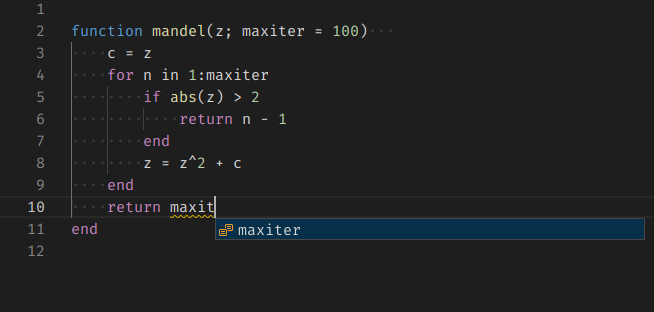 1
2 function mandel(z; maxiter = 100)
3     c = z
4     for n in 1:maxiter
5         if abs(z) > 2
6             return n - 1
7         end
8         z = z^2 + c
9     end
10     return maxit
maxiter
11 end
12